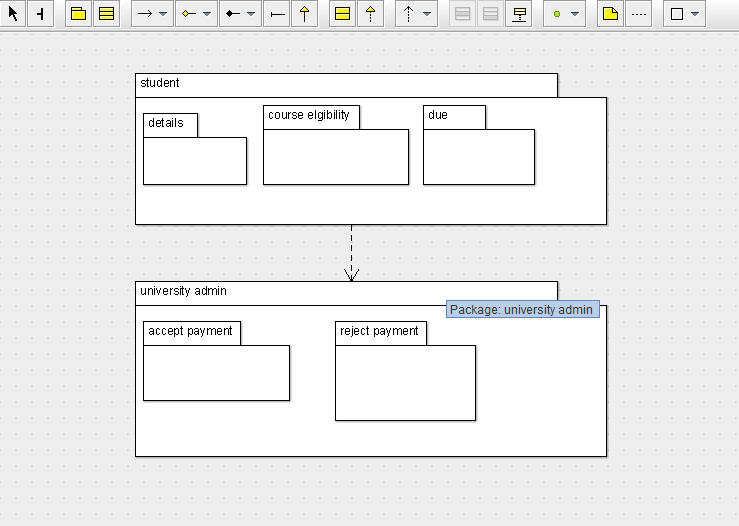 student
details
course elgibility
due
university admin
Package: university admin
accept payment
reject payment